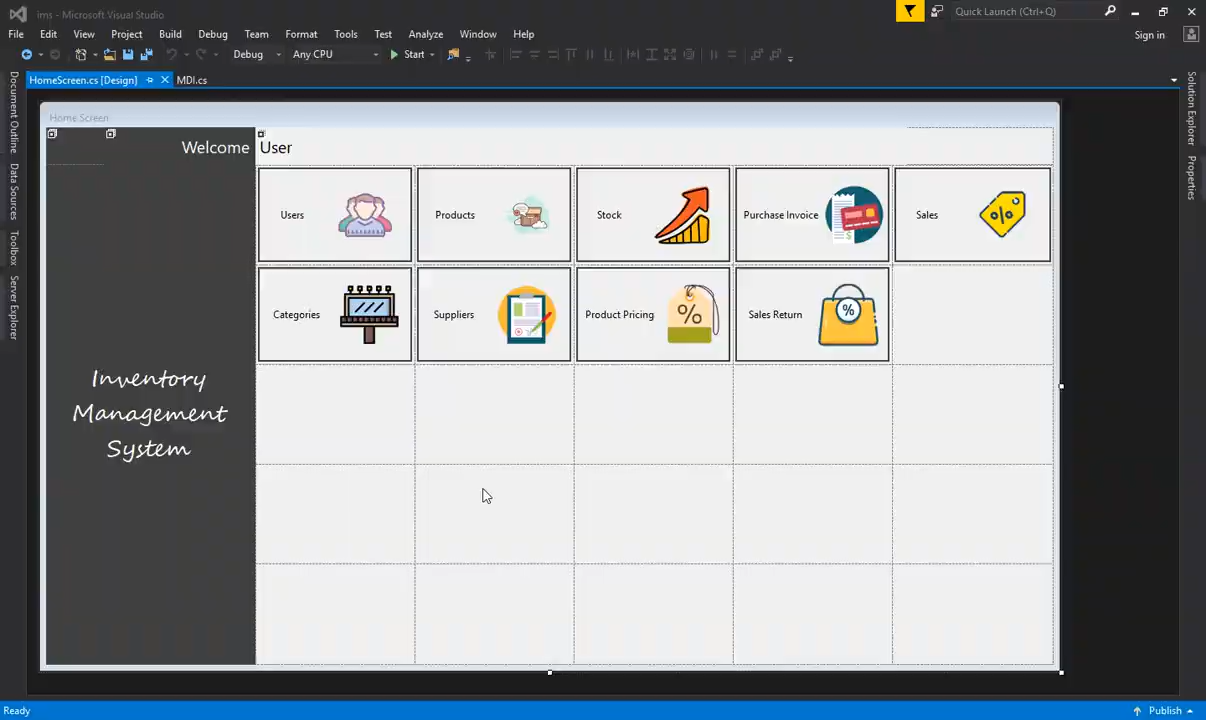 ims - Microsoft Visual Studio
Quick Launch (Ctrl+Q)
File Edit View Project Build Debug Team Format Tools Test Analyze Window Help
Sign in
Debug Any CPU Start
HomeScreen.cs [Design] MDI.cs
Document Outline
Data Sources
Toolbox
Server Explorer
Solution Explorer
Properties
Home Screen
Welcome User
Users Products Stock Purchase Invoice Sales
Categories Suppliers Product Pricing Sales Return
Inventory
Management
System
Ready
Publish